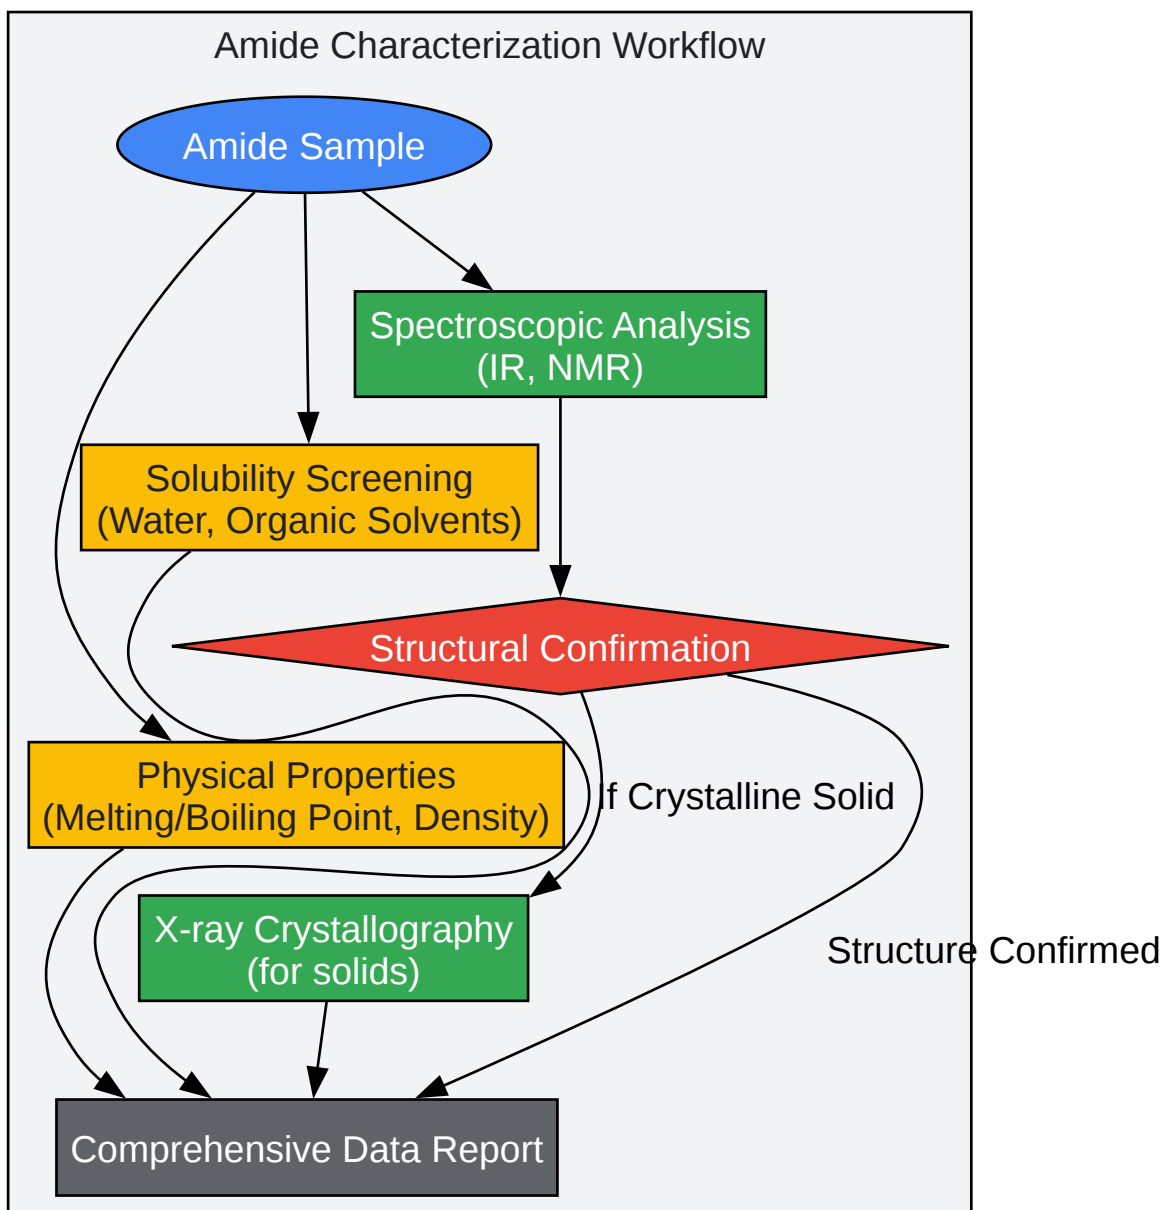 Amide Characterization Workflow
Amide Sample
Spectroscopic Analysis
(IR, NMR)
Solubility Screening
(Water, Organic Solvents)
Structural Confirmation
Physical Properties
(Melting/Boiling Point, Density)
If Crystalline Solid
X-ray Crystallography
(for solids)
Structure Confirmed
Comprehensive Data Report